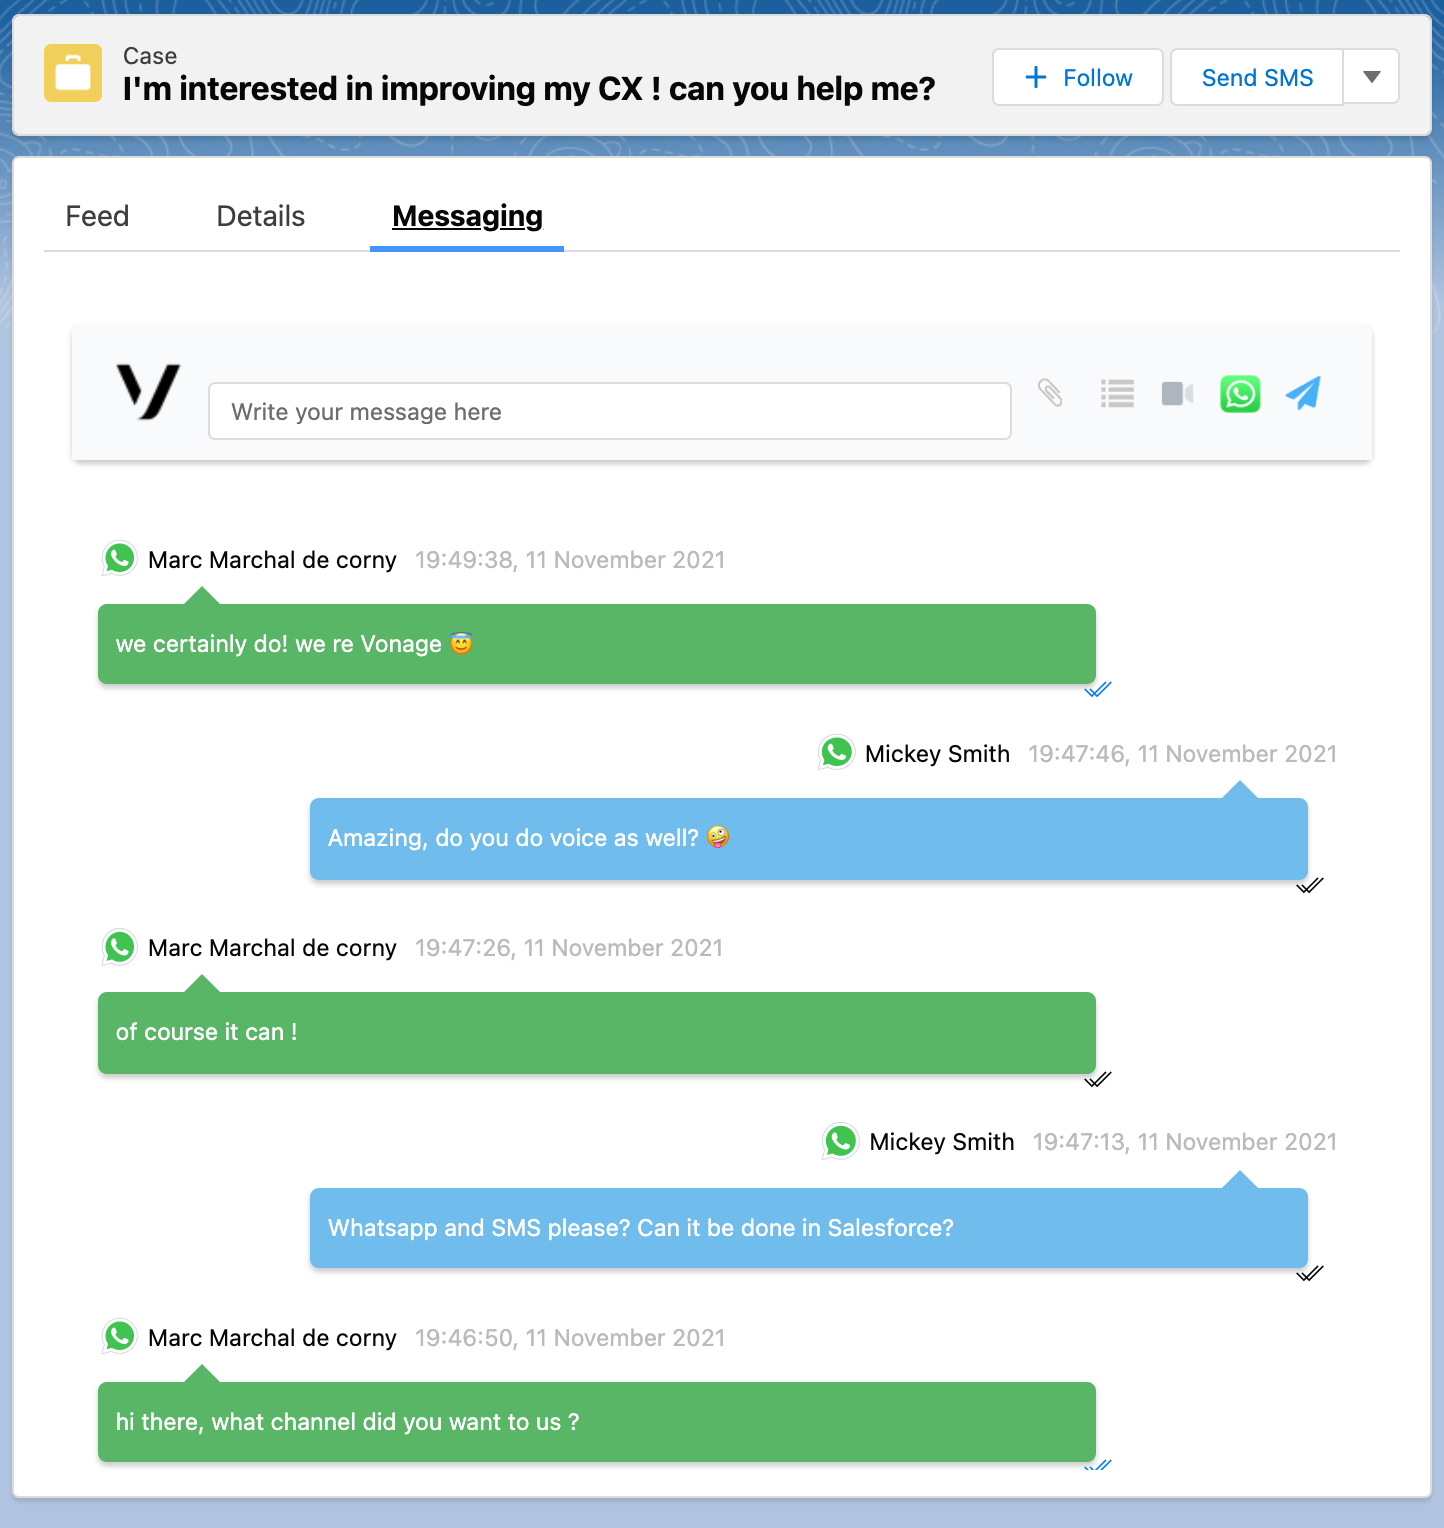 Case
I'm interested in improving my CX ! can you help me?
Follow
Send SMS
Feed
Details
Messaging
Write your message here
Marc Marchal de corny 19:49:38, 11 November 2021
we certainly do! we re Vonage 😇
Mickey Smith 19:47:46, 11 November 2021
Amazing, do you do voice as well? 🤪
Marc Marchal de corny 19:47:26, 11 November 2021
of course it can !
Mickey Smith 19:47:13, 11 November 2021
Whatsapp and SMS please? Can it be done in Salesforce?
Marc Marchal de corny 19:46:50, 11 November 2021
hi there, what channel did you want to us ?